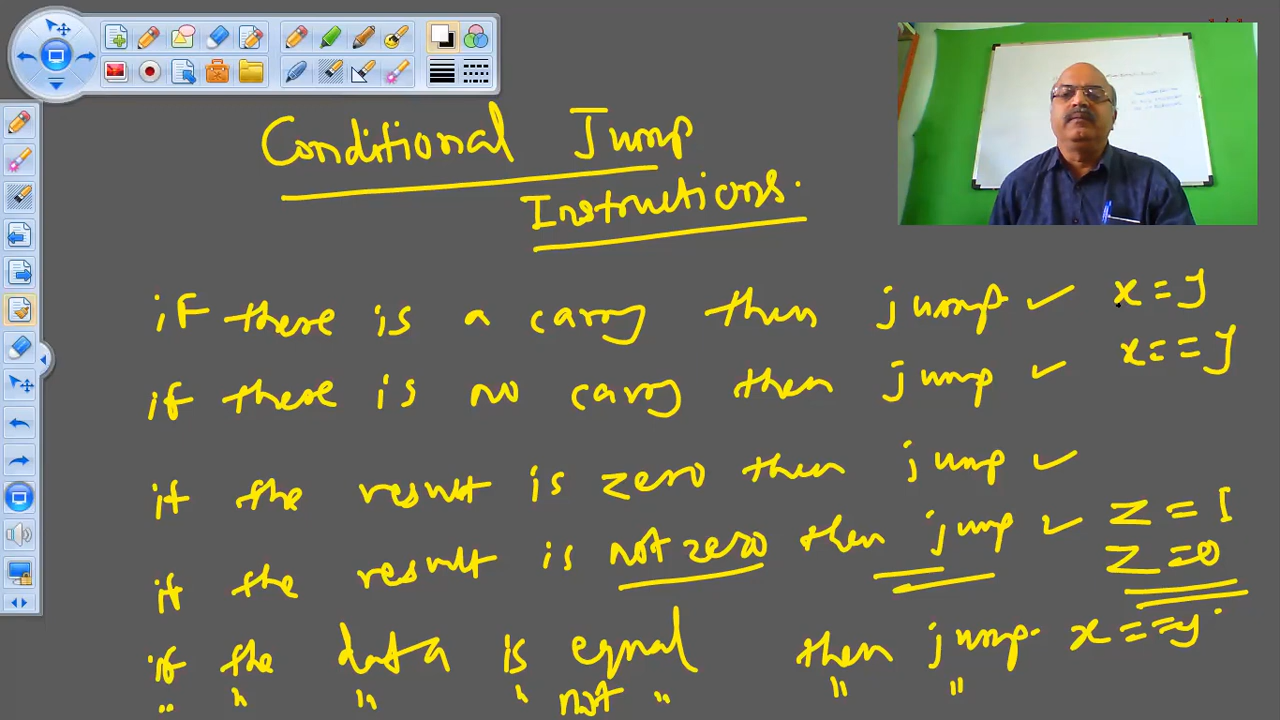 Conditional Jump
Instructions.
if there is a carry then jump ✓ x = y
x = = y
if there is no carry then jump ✓
if the result is zero then jump ✓
z = 1
if the result is not zero then jump ✓ z = 0
if the data is equal then jump. x = = y
" " " " not " " "